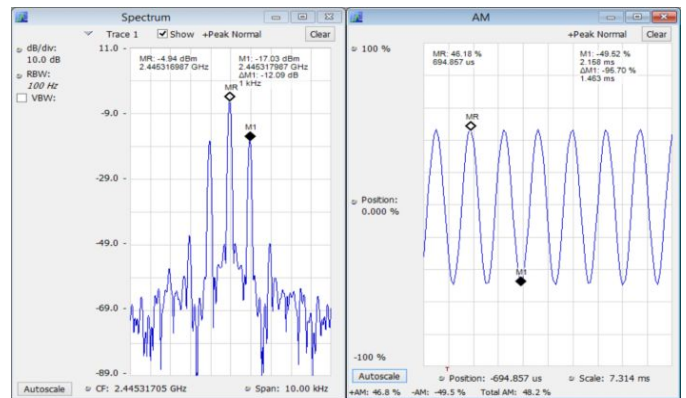 Spectrum
Trace 1 Show +Peak Normal Clear
dB/div:
10.0 dB
RBW:
100 Hz
VBW:
11.0
-9.0
-29.0
-49.0
-69.0
-89.0
MR: -4.94 dBm
2.445316987 GHz
M1: -17.03 dBm
2.445317987 GHz
ΔM1: -12.09 dB
1 kHz
MR
M1
Autoscale CF: 2.44531705 GHz Span: 10.00 kHz
AM
+Peak Normal Clear
100 %
MR: 46.18 %
694.857 us
M1: -49.52 %
2.158 ms
ΔM1: -95.70 %
1.463 ms
MR
Position:
0.000 %
M1
-100 %
T
Autoscale Position: -694.857 us Scale: 7.314 ms
+AM: 46.8 % -AM: -49.5 % Total AM: 48.2 %